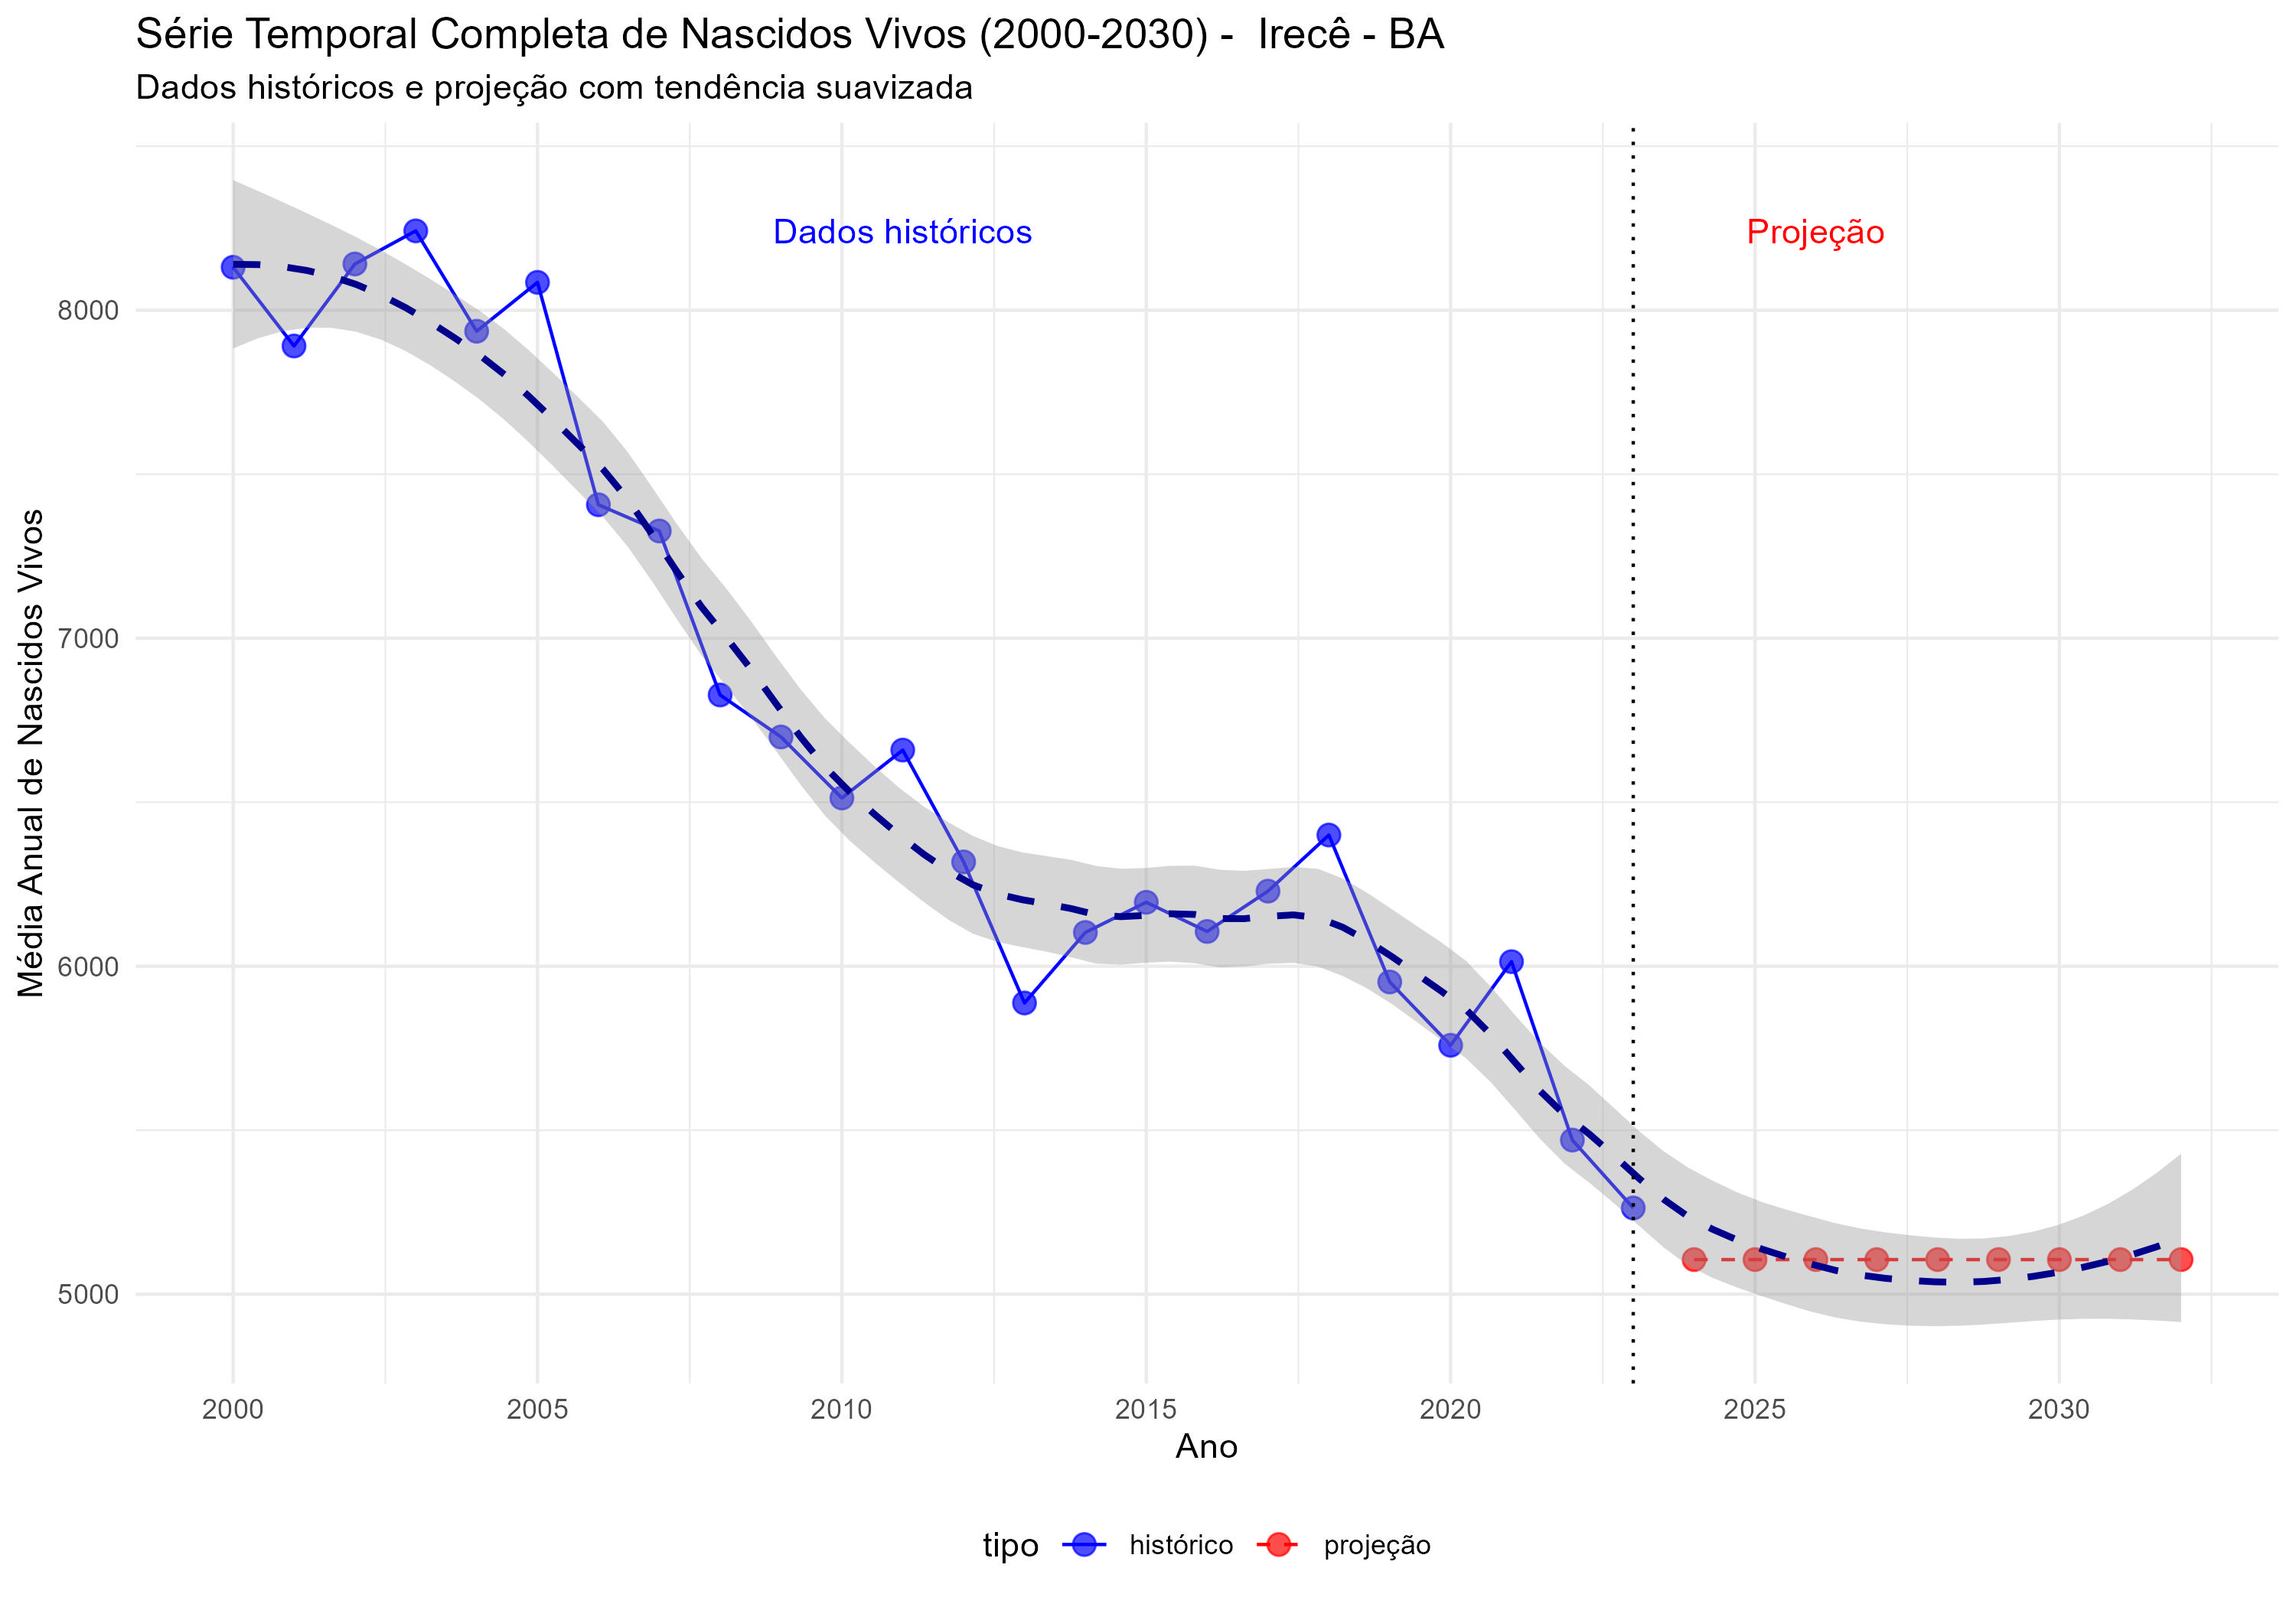 Série Temporal Completa de Nascidos Vivos (2000-2030) -  Irecê - BA
Dados históricos e projeção com tendência suavizada
Média Anual de Nascidos Vivos
8000
7000
6000
5000
Dados históricos
Projeção
2000 2005 2010 2015 2020 2025 2030
Ano
tipo histórico projeção